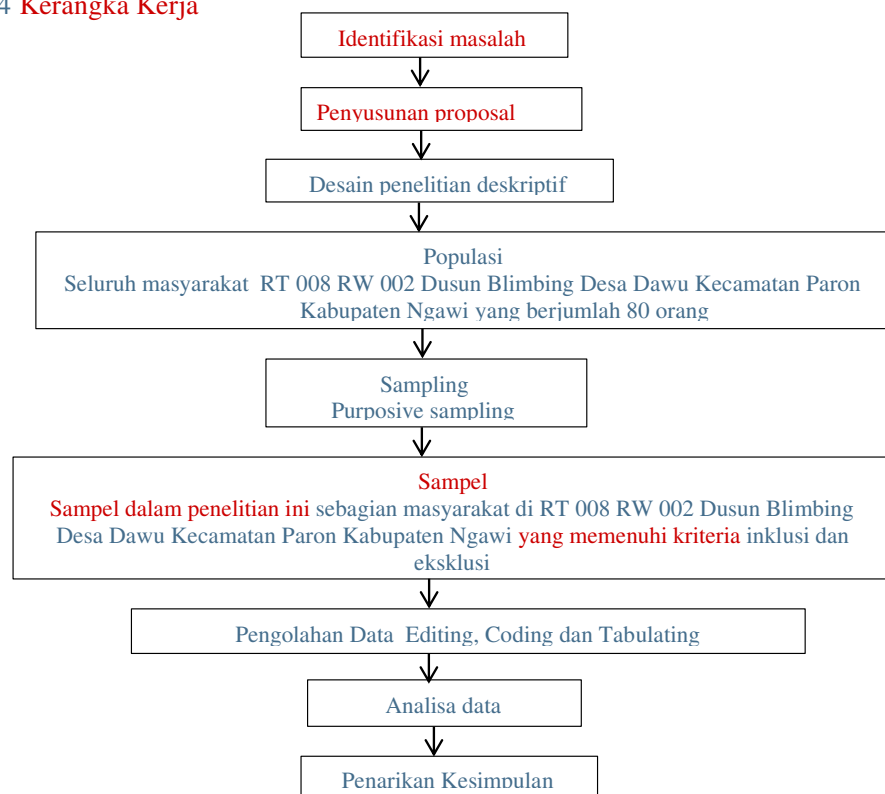 4 Kerangka Kerja
Identifikasi masalah
Penyusunan proposal
Desain penelitian deskriptif
Populasi
Seluruh masyarakat RT 008 RW 002 Dusun Blimbing Desa Dawu Kecamatan Paron
Kabupaten Ngawi yang berjumlah 80 orang
Sampling
Purposive sampling
Sampel
Sampel dalam penelitian ini sebagian masyarakat di RT 008 RW 002 Dusun Blimbing
Desa Dawu Kecamatan Paron Kabupaten Ngawi yang memenuhi kriteria inklusi dan
eksklusi
Pengolahan Data Editing, Coding dan Tabulating
Analisa data
Penarikan Kesimpulan